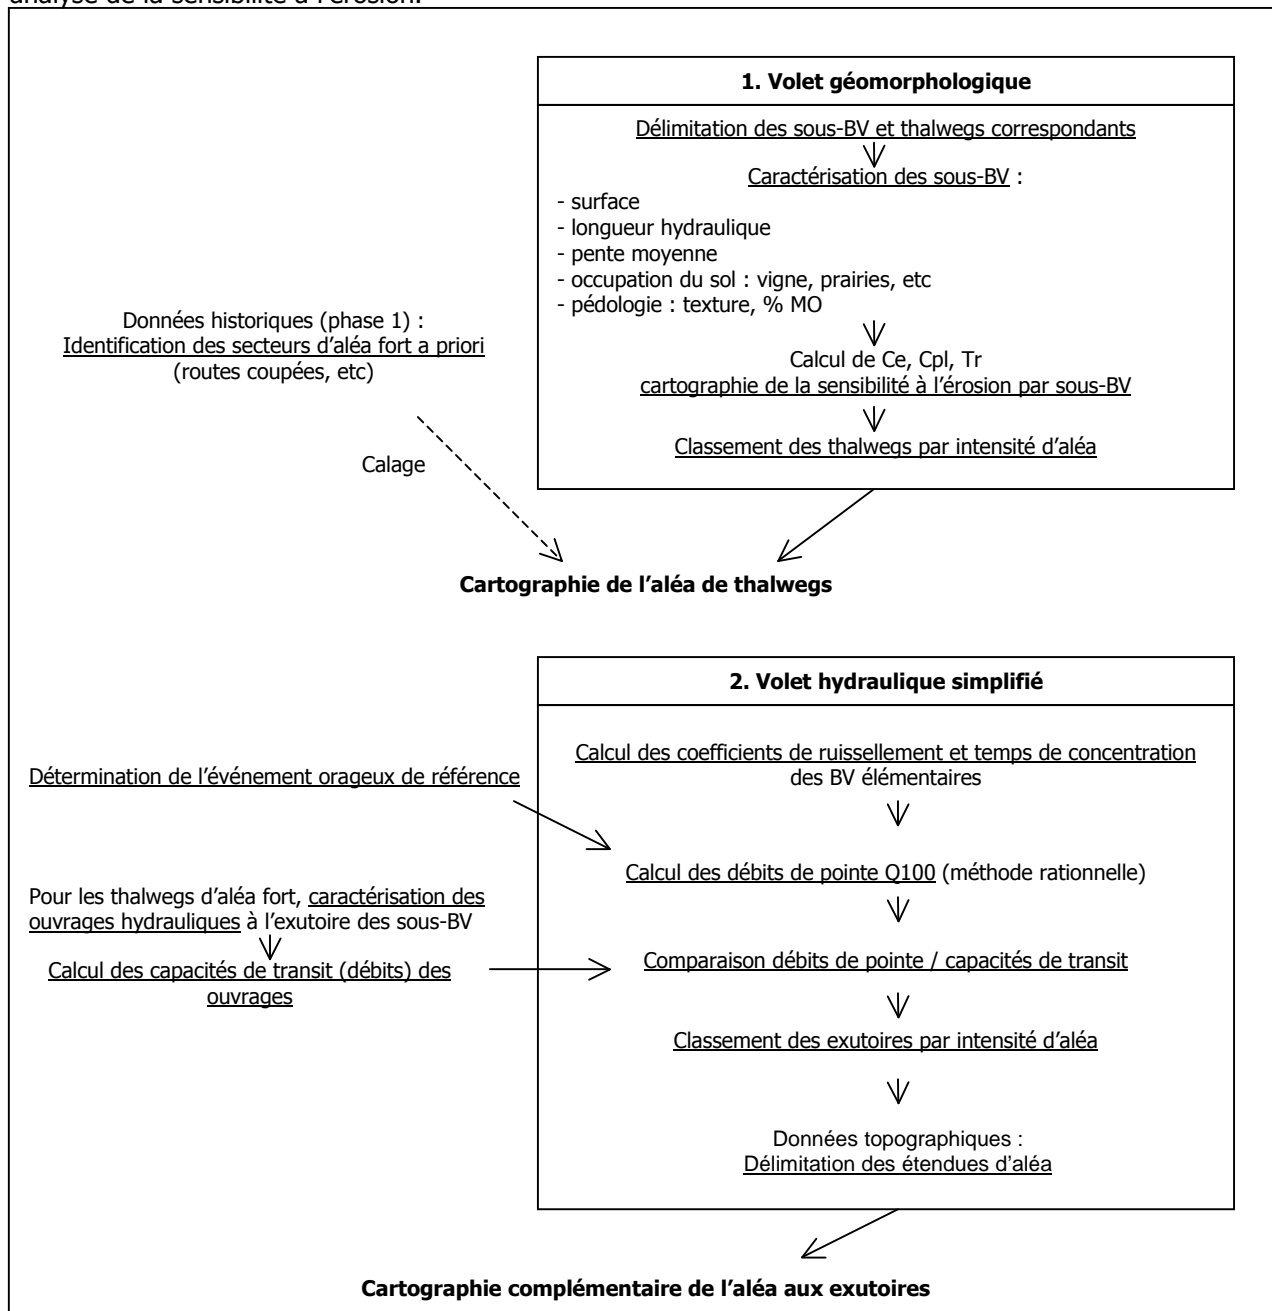 analyse de la sensibilité à l'érosion.
1. Volet géomorphologique
Délimitation des sous-BV et thalwegs correspondants
Caractérisation des sous-BV :
- surface
- longueur hydraulique
- pente moyenne
- occupation du sol : vigne, prairies, etc
- pédologie : texture, % MO
Données historiques (phase 1) :
Identification des secteurs d'aléa fort a priori
(routes coupées, etc)
Calcul de Ce, Cpl, Tr
cartographie de la sensibilité à l'érosion par sous-BV
Classement des thalwegs par intensité d'aléa
Calage
Cartographie de l'aléa de thalwegs
2. Volet hydraulique simplifié
Calcul des coefficients de ruissellement et temps de concentration
des BV élémentaires
Détermination de l'événement orageux de référence
Calcul des débits de pointe Q100 (méthode rationnelle)
Pour les thalwegs d'aléa fort, caractérisation des
ouvrages hydrauliques à l'exutoire des sous-BV
Calcul des capacités de transit (débits) des
ouvrages
Comparaison débits de pointe / capacités de transit
Classement des exutoires par intensité d'aléa
Données topographiques :
Délimitation des étendues d'aléa
Cartographie complémentaire de l'aléa aux exutoires